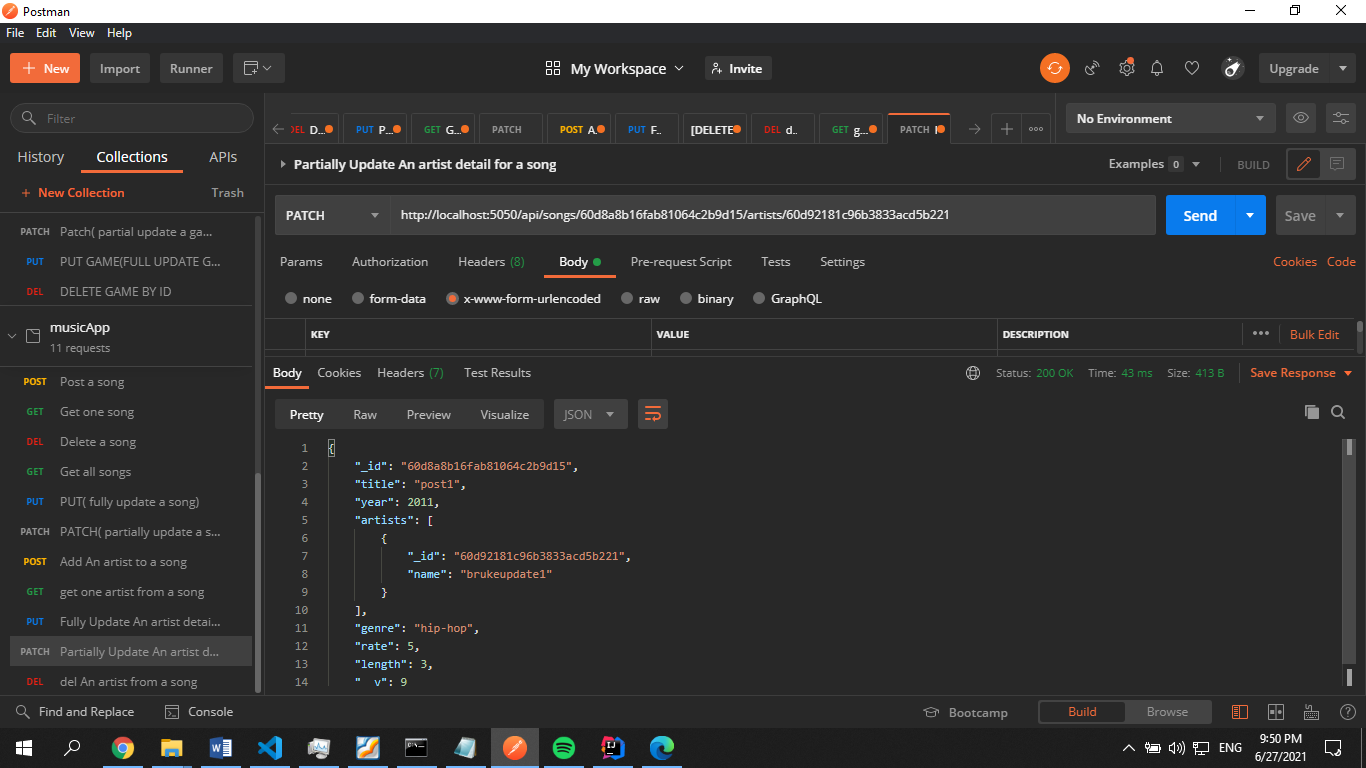 Postman
File Edit View Help
+ New Import Runner My Workspace Invite Upgrade
Filter
History Collections APIs
+ New Collection Trash
PATCH Patch( partial update a ga...
PUT PUT GAME(FULL UPDATE G...
DEL DELETE GAME BY ID
musicApp
11 requests
POST Post a song
GET Get one song
DEL Delete a song
GET Get all songs
PUT PUT( fully update a song)
PATCH PATCH( partially update a s...
POST Add An artist to a song
GET get one artist from a song
PUT Fully Update An artist detai...
PATCH Partially Update An artist d...
DEL del An artist from a song
DEL D... PUT P... GET G... PATCH POST A. PUT F.. [DELETE DEL d.. GET g... PATCH No Environment
Partially Update An artist detail for a song Examples 0 BUILD
PATCH http://localhost:5050/api/songs/60d8a8b16fab81064c2b9d15/artists/60d92181c96b3833acd5b221 Send Save
Params Authorization Headers (8) Body Pre-request Script Tests Settings Cookies Code
none form-data x-www-form-urlencoded raw binary GraphQL
KEY VALUE DESCRIPTION ••• Bulk Edit
Body Cookies Headers (7) Test Results Status: 200 OK Time: 43 ms Size: 413 B Save Response
Pretty Raw Preview Visualize JSON
1 {
2 "_id": "60d8a8b16fab81064c2b9d15",
3 "title": "post1",
4 "year": 2011,
5 "artists": [
6 {
7 "_id": "60d92181c96b3833acd5b221",
8 "name": "brukeupdate1"
9 }
10 ],
11 "genre": "hip-hop",
12 "rate": 5,
13 "length": 3,
14 "__v": 9
Find and Replace Console Bootcamp Build Browse
ENG 9:50 PM
6/27/2021